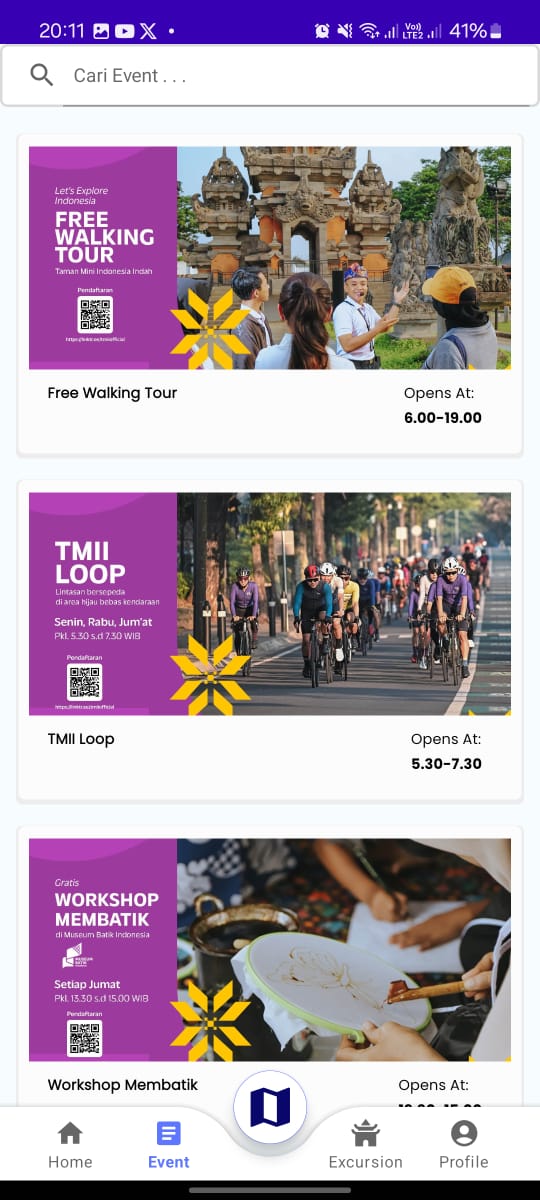 20:11
Vo))
LTE2
41%
Cari Event . . .
Let's Explore
Indonesia
FREE
WALKING
TOUR
Taman Mini Indonesia Indah
Pendaftaran
https://linktr.ee/tmiiofficial
Free Walking Tour
Opens At:
6.00-19.00
TMII
LOOP
Lintasan bersepeda
di area hijau bebas kendaraan
Senin, Rabu, Jum'at
Pkl. 5.30 s.d 7.30 WIB
Pendaftaran
https://linktr.ee/tmiiofficial
TMII Loop
Opens At:
5.30-7.30
Gratis
WORKSHOP
MEMBATIK
di Museum Batik Indonesia
MUSEUM
BATIK
Setiap Jumat
Pkl. 13.30 s.d 15.00 WIB
Pendaftaran
Workshop Membatik
Opens At:
Home
Event
Excursion
Profile